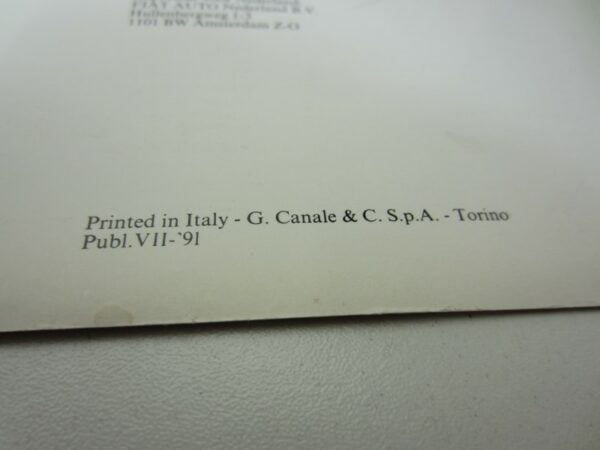 FIAT AUTO Nederland B.V.
Hullenbergweg 1-3
1101 BW Amsterdam Z-O
Printed in Italy - G. Canale & C. S.p.A. - Torino
Publ.VII-`91